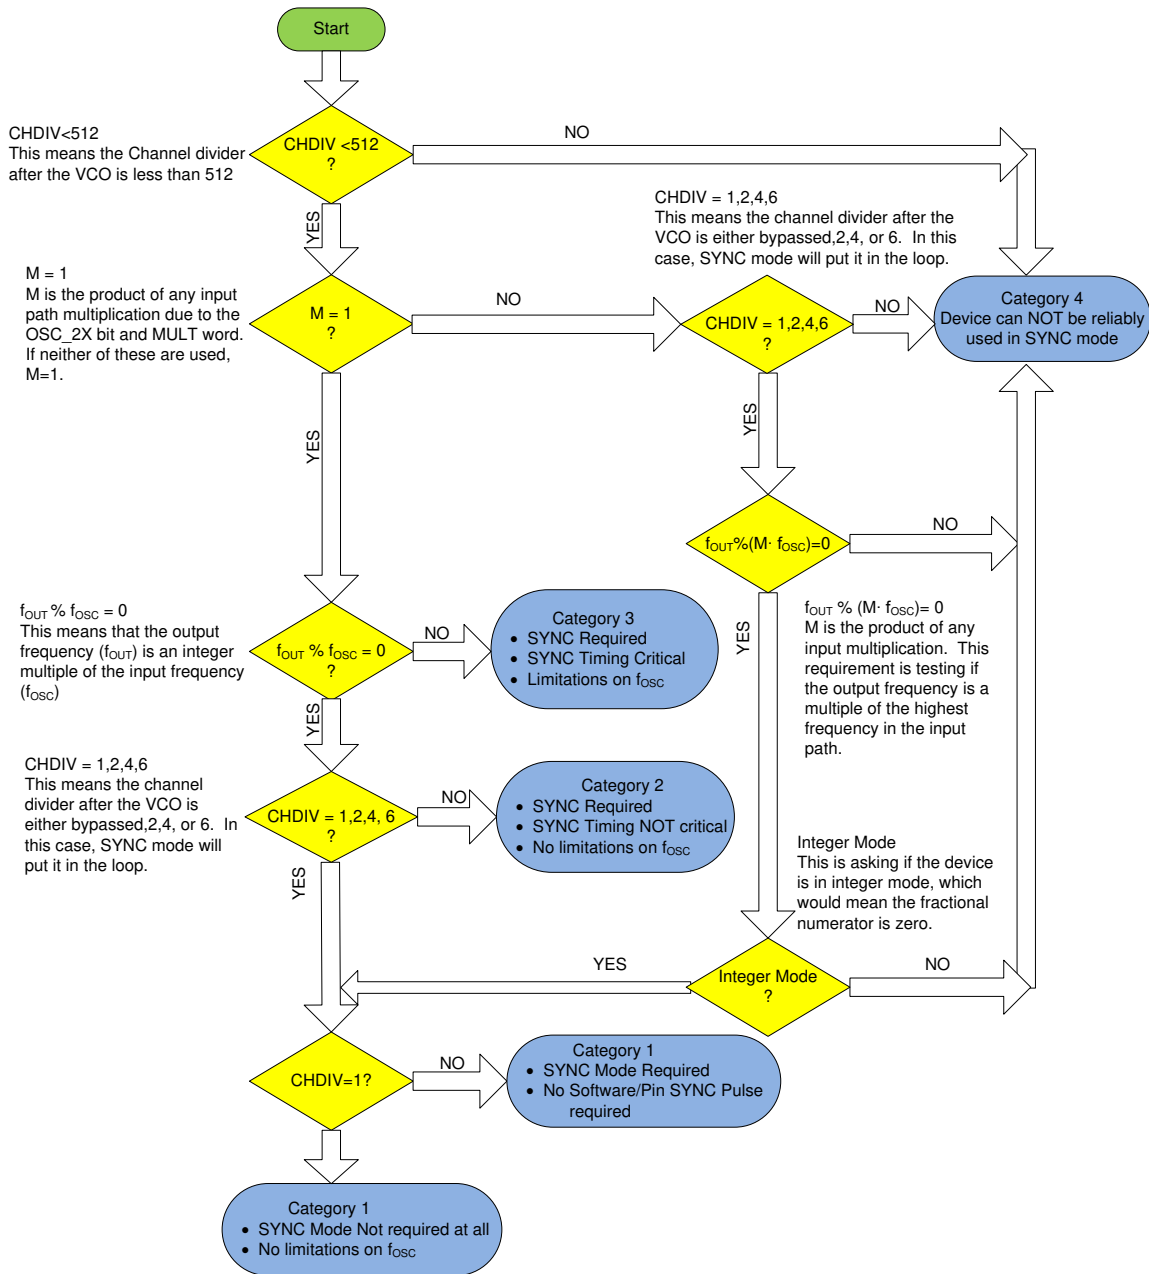 Start
CHDIV<512
This means the Channel divider
after the VCO is less than 512
CHDIV <512
?
NO
YES
CHDIV = 1,2,4,6
This means the channel divider after the
VCO is either bypassed,2,4, or 6.  In this
case, SYNC mode will put it in the loop.
M = 1
M is the product of any input
path multiplication due to the
OSC_2X bit and MULT word.
If neither of these are used,
M=1.
M = 1
?
NO
CHDIV = 1,2,4,6
?
NO
Category 4
Device can NOT be reliably
used in SYNC mode
YES
YES
fOUT%(M· fOSC)=0
NO
fOUT % fOSC = 0
This means that the output
frequency (fOUT) is an integer
multiple of the input frequency
(fOSC)
fOUT % fOSC = 0
?
NO
Category 3
• SYNC Required
• SYNC Timing Critical
• Limitations on fOSC
YES
fOUT % (M· fOSC)= 0
M is the product of any
input multiplication.  This
requirement is testing if
the output frequency is a
multiple of the highest
frequency in the input
path.
YES
CHDIV = 1,2,4,6
This means the channel
divider after the VCO is
either bypassed,2,4, or 6.  In
this case, SYNC mode will
put it in the loop.
CHDIV = 1,2,4, 6
?
NO
Category 2
• SYNC Required
• SYNC Timing NOT critical
• No limitations on fOSC
YES
Integer Mode
This is asking if the device
is in integer mode, which
would mean the fractional
numerator is zero.
Integer Mode
?
YES
NO
CHDIV=1?
NO
Category 1
• SYNC Mode Required
• No Software/Pin SYNC Pulse
required
Category 1
• SYNC Mode Not required at all
• No limitations on fOSC